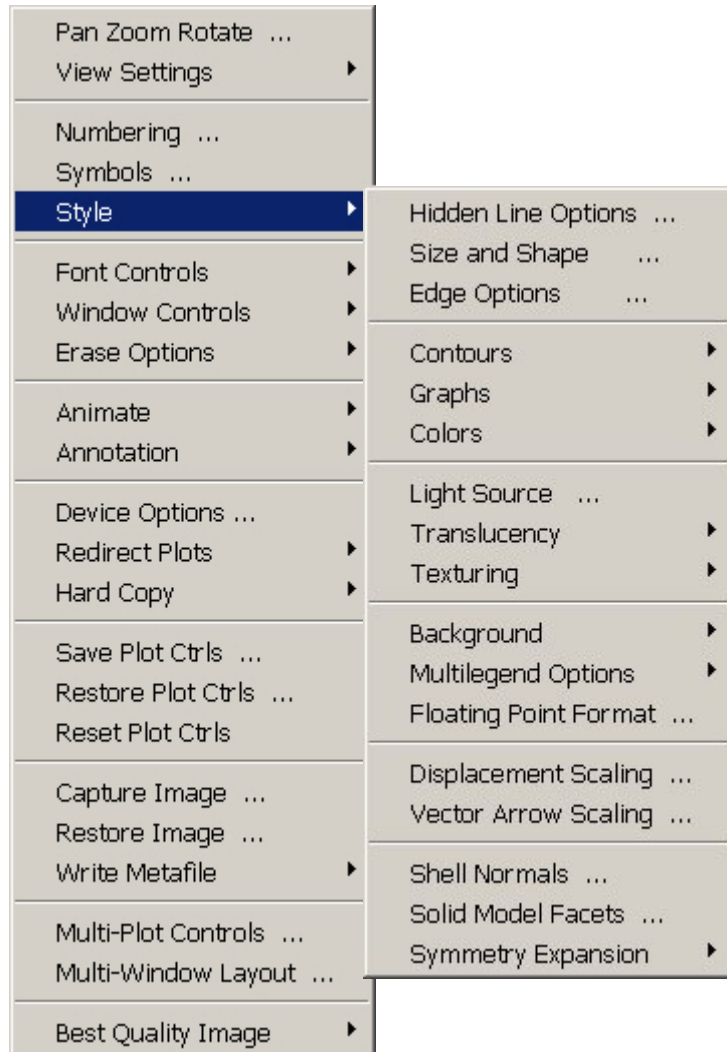 Pan Zoom Rotate ...
View Settings
Numbering ...
Symbols ...
Style
Font Controls
Window Controls
Erase Options
Animate
Annotation
Device Options ...
Redirect Plots
Hard Copy
Save Plot Ctrls ...
Restore Plot Ctrls ...
Reset Plot Ctrls
Capture Image ...
Restore Image ...
Write Metafile
Multi-Plot Controls ...
Multi-Window Layout ...
Best Quality Image
Hidden Line Options ...
Size and Shape ...
Edge Options ...
Contours
Graphs
Colors
Light Source ...
Translucency
Texturing
Background
Multilegend Options
Floating Point Format ...
Displacement Scaling ...
Vector Arrow Scaling ...
Shell Normals ...
Solid Model Facets ...
Symmetry Expansion